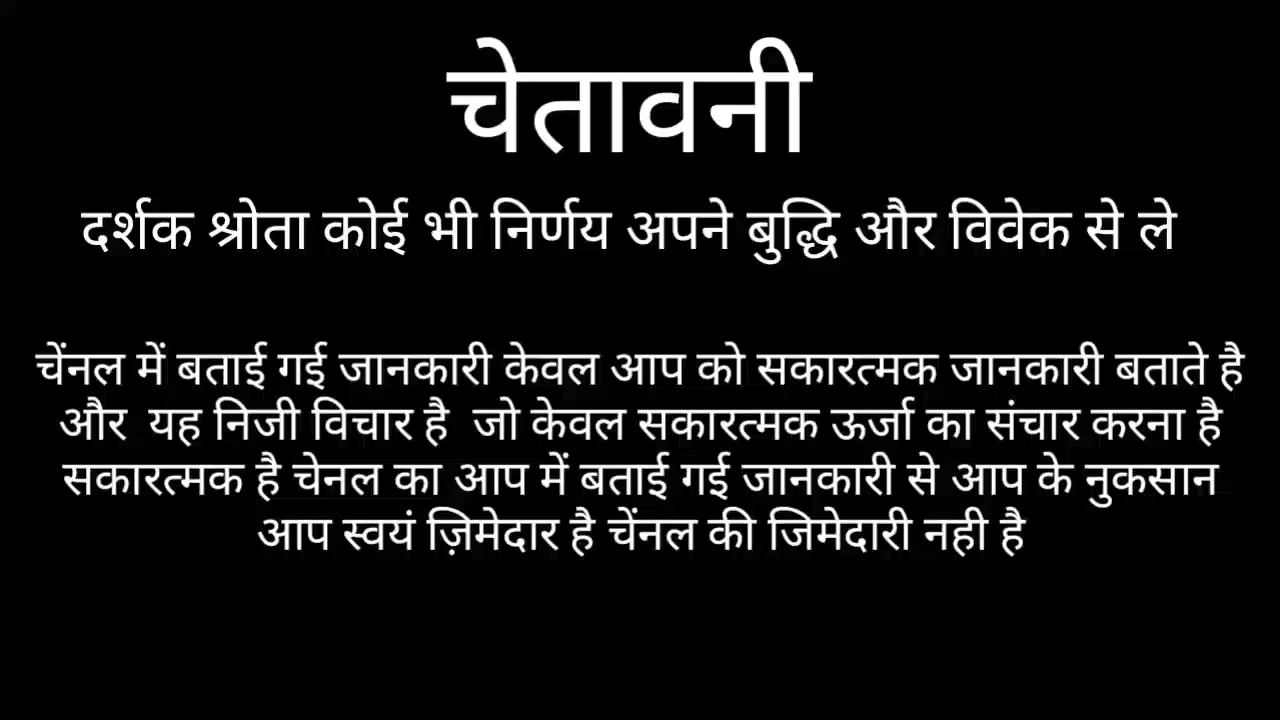 चेतावनी
दर्शक श्रोता कोई भी निर्णय अपने बुद्धि और विवेक से ले
चेंनल में बताई गई जानकारी केवल आप को सकारत्मक जानकारी बताते है
और यह निजी विचार है जो केवल सकारत्मक ऊर्जा का संचार करना है
सकारत्मक है चेनल का आप में बताई गई जानकारी से आप के नुकसान
आप स्वयं ज़िमेदार है चेंनल की जिमेदारी नही है